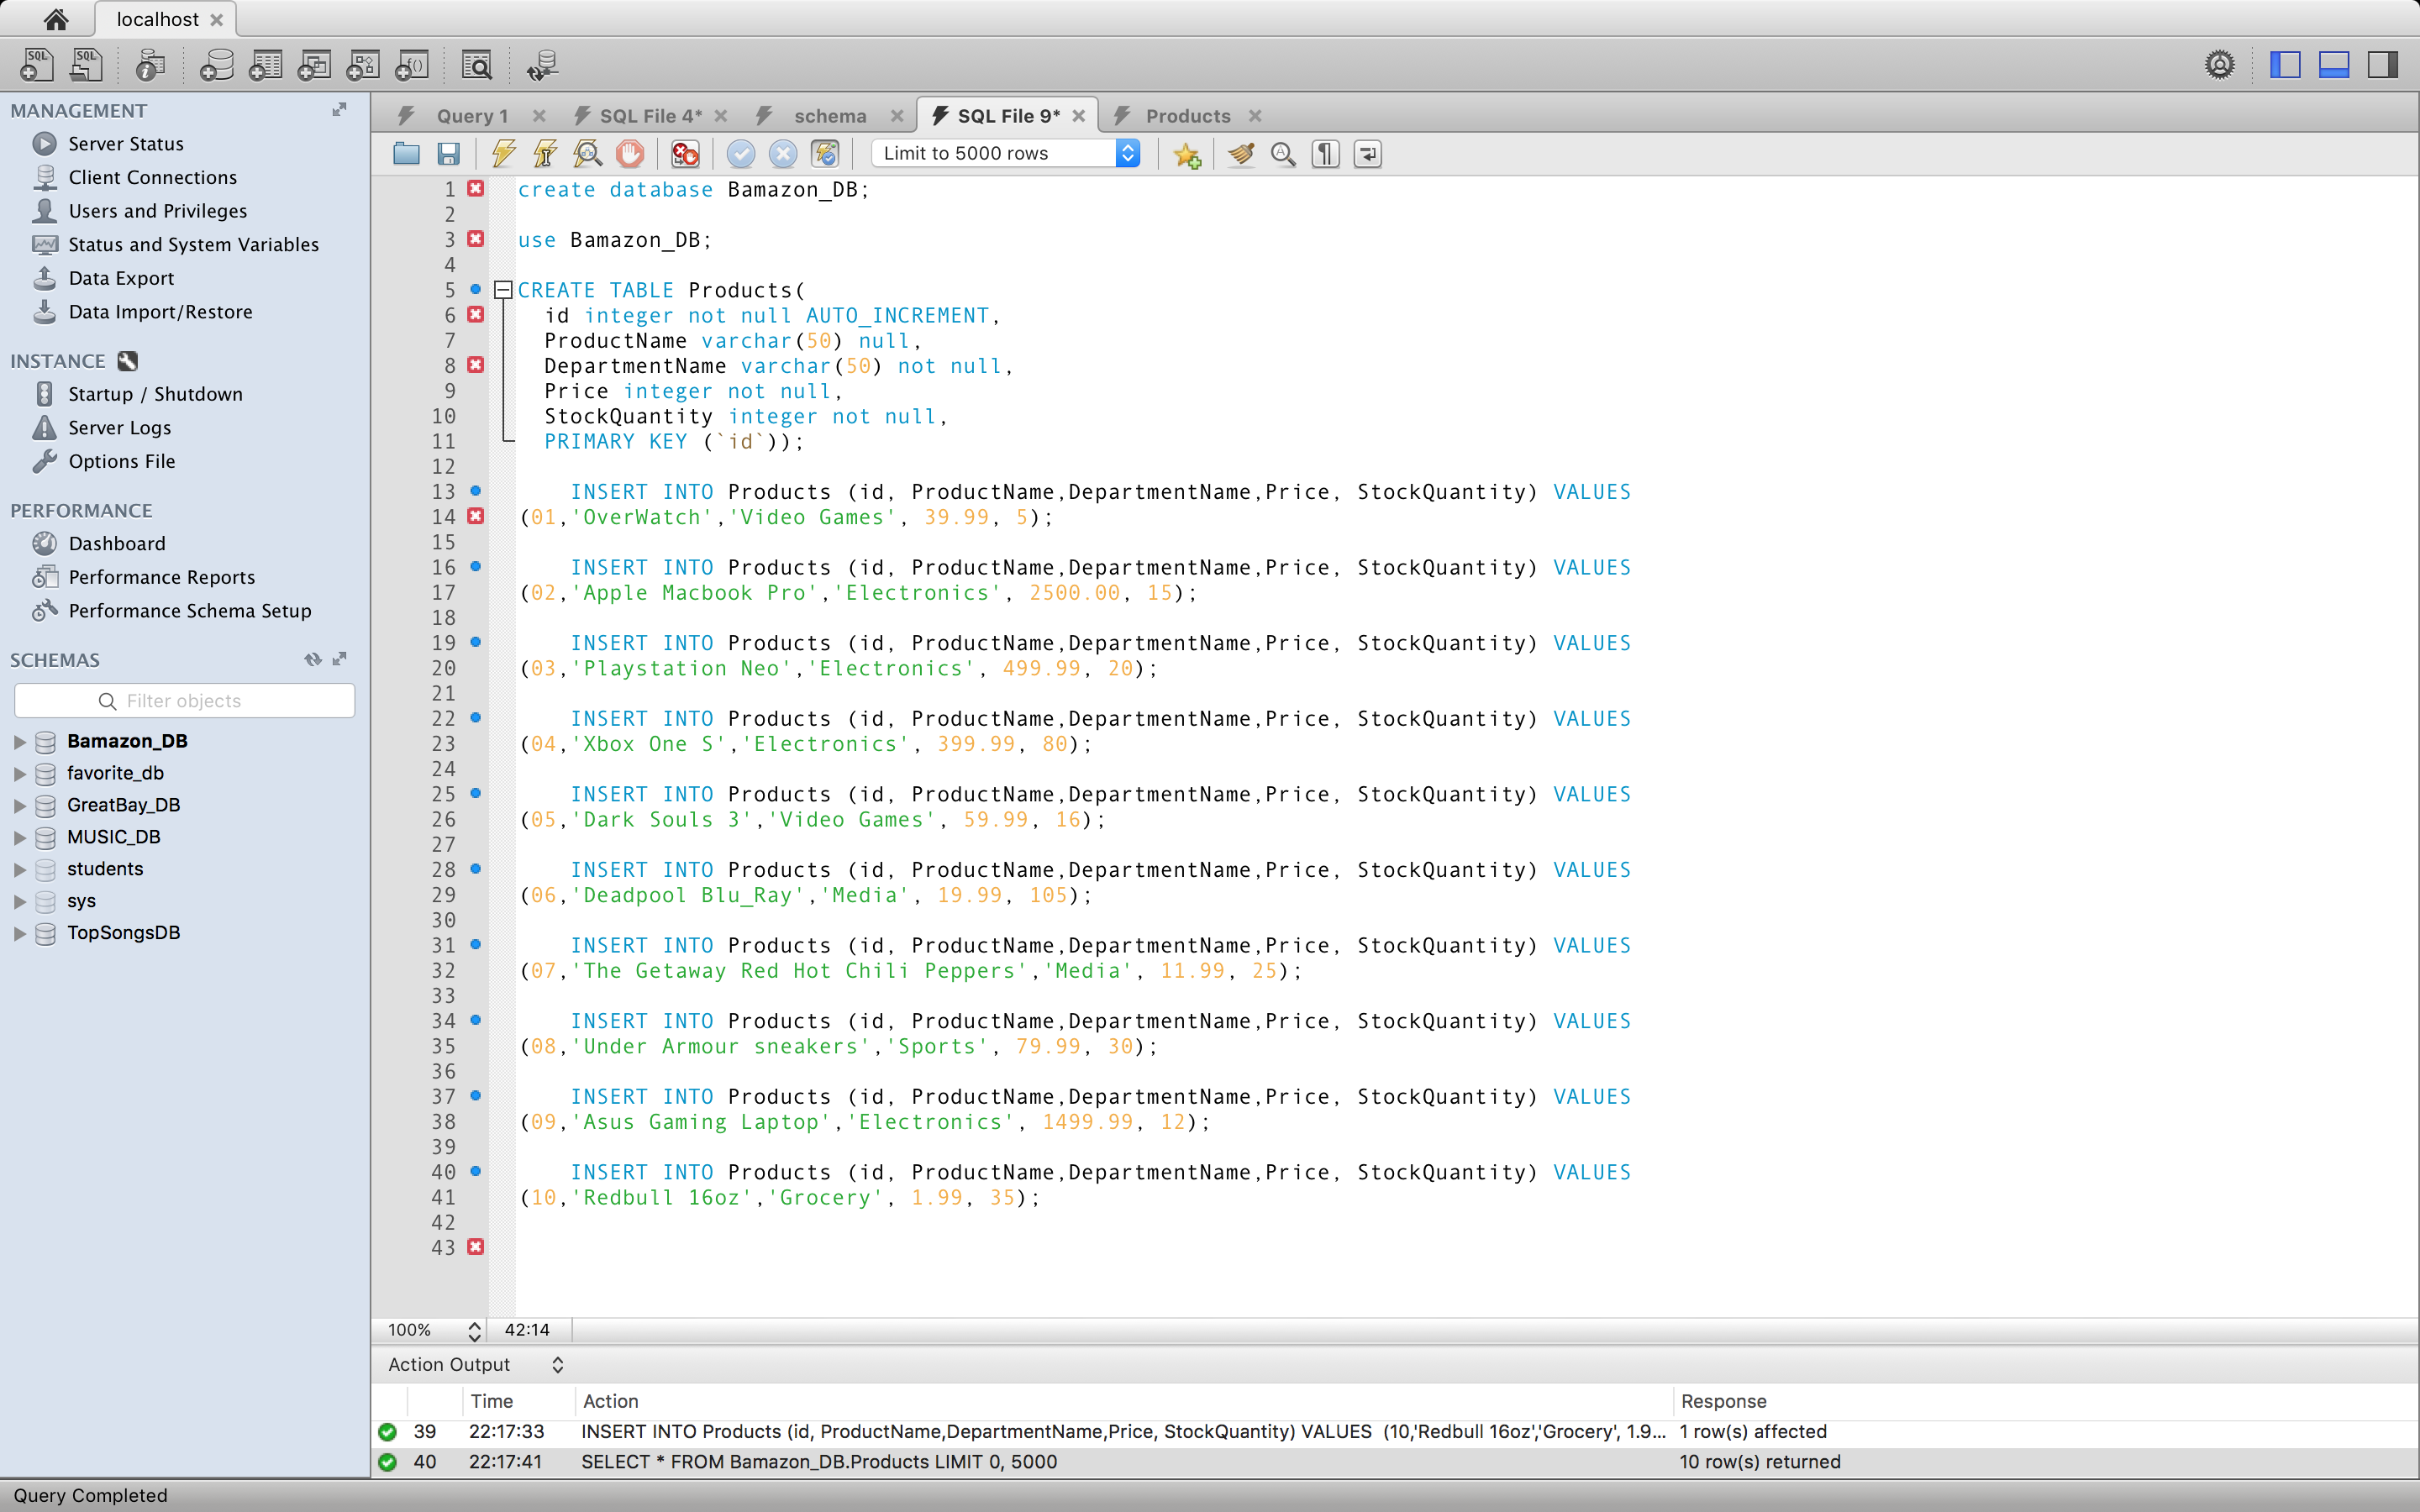 localhost
MANAGEMENT
Server Status
Client Connections
Users and Privileges
Status and System Variables
Data Export
Data Import/Restore
INSTANCE
Startup / Shutdown
Server Logs
Options File
PERFORMANCE
Dashboard
Performance Reports
Performance Schema Setup
SCHEMAS
Filter objects
Bamazon_DB
favorite_db
GreatBay_DB
MUSIC_DB
students
sys
TopSongsDB
Query 1 SQL File 4* schema SQL File 9* Products
Limit to 5000 rows
1 create database Bamazon_DB;
2
3 use Bamazon_DB;
4
5 CREATE TABLE Products(
6 id integer not null AUTO_INCREMENT,
7 ProductName varchar(50) null,
8 DepartmentName varchar(50) not null,
9 Price integer not null,
10 StockQuantity integer not null,
11 PRIMARY KEY (`id`));
12
13 INSERT INTO Products (id, ProductName,DepartmentName,Price, StockQuantity) VALUES
14 (01,'OverWatch','Video Games', 39.99, 5);
15
16 INSERT INTO Products (id, ProductName,DepartmentName,Price, StockQuantity) VALUES
17 (02,'Apple Macbook Pro','Electronics', 2500.00, 15);
18
19 INSERT INTO Products (id, ProductName,DepartmentName,Price, StockQuantity) VALUES
20 (03,'Playstation Neo','Electronics', 499.99, 20);
21
22 INSERT INTO Products (id, ProductName,DepartmentName,Price, StockQuantity) VALUES
23 (04,'Xbox One S','Electronics', 399.99, 80);
24
25 INSERT INTO Products (id, ProductName,DepartmentName,Price, StockQuantity) VALUES
26 (05,'Dark Souls 3','Video Games', 59.99, 16);
27
28 INSERT INTO Products (id, ProductName,DepartmentName,Price, StockQuantity) VALUES
29 (06,'Deadpool Blu_Ray','Media', 19.99, 105);
30
31 INSERT INTO Products (id, ProductName,DepartmentName,Price, StockQuantity) VALUES
32 (07,'The Getaway Red Hot Chili Peppers','Media', 11.99, 25);
33
34 INSERT INTO Products (id, ProductName,DepartmentName,Price, StockQuantity) VALUES
35 (08,'Under Armour sneakers','Sports', 79.99, 30);
36
37 INSERT INTO Products (id, ProductName,DepartmentName,Price, StockQuantity) VALUES
38 (09,'Asus Gaming Laptop','Electronics', 1499.99, 12);
39
40 INSERT INTO Products (id, ProductName,DepartmentName,Price, StockQuantity) VALUES
41 (10,'Redbull 16oz','Grocery', 1.99, 35);
42
43
100% 42:14
Action Output
Time Action Response
39 22:17:33 INSERT INTO Products (id, ProductName,DepartmentName,Price, StockQuantity) VALUES (10,'Redbull 16oz','Grocery', 1.9... 1 row(s) affected
40 22:17:41 SELECT * FROM Bamazon_DB.Products LIMIT 0, 5000 10 row(s) returned
Query Completed